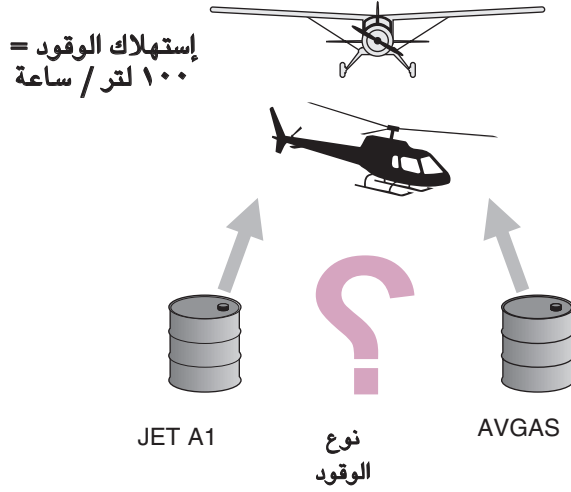 إستهلاك الوقود =
١٠٠ لتر / ساعة
?
JET A1
نوع
الوقود
AVGAS